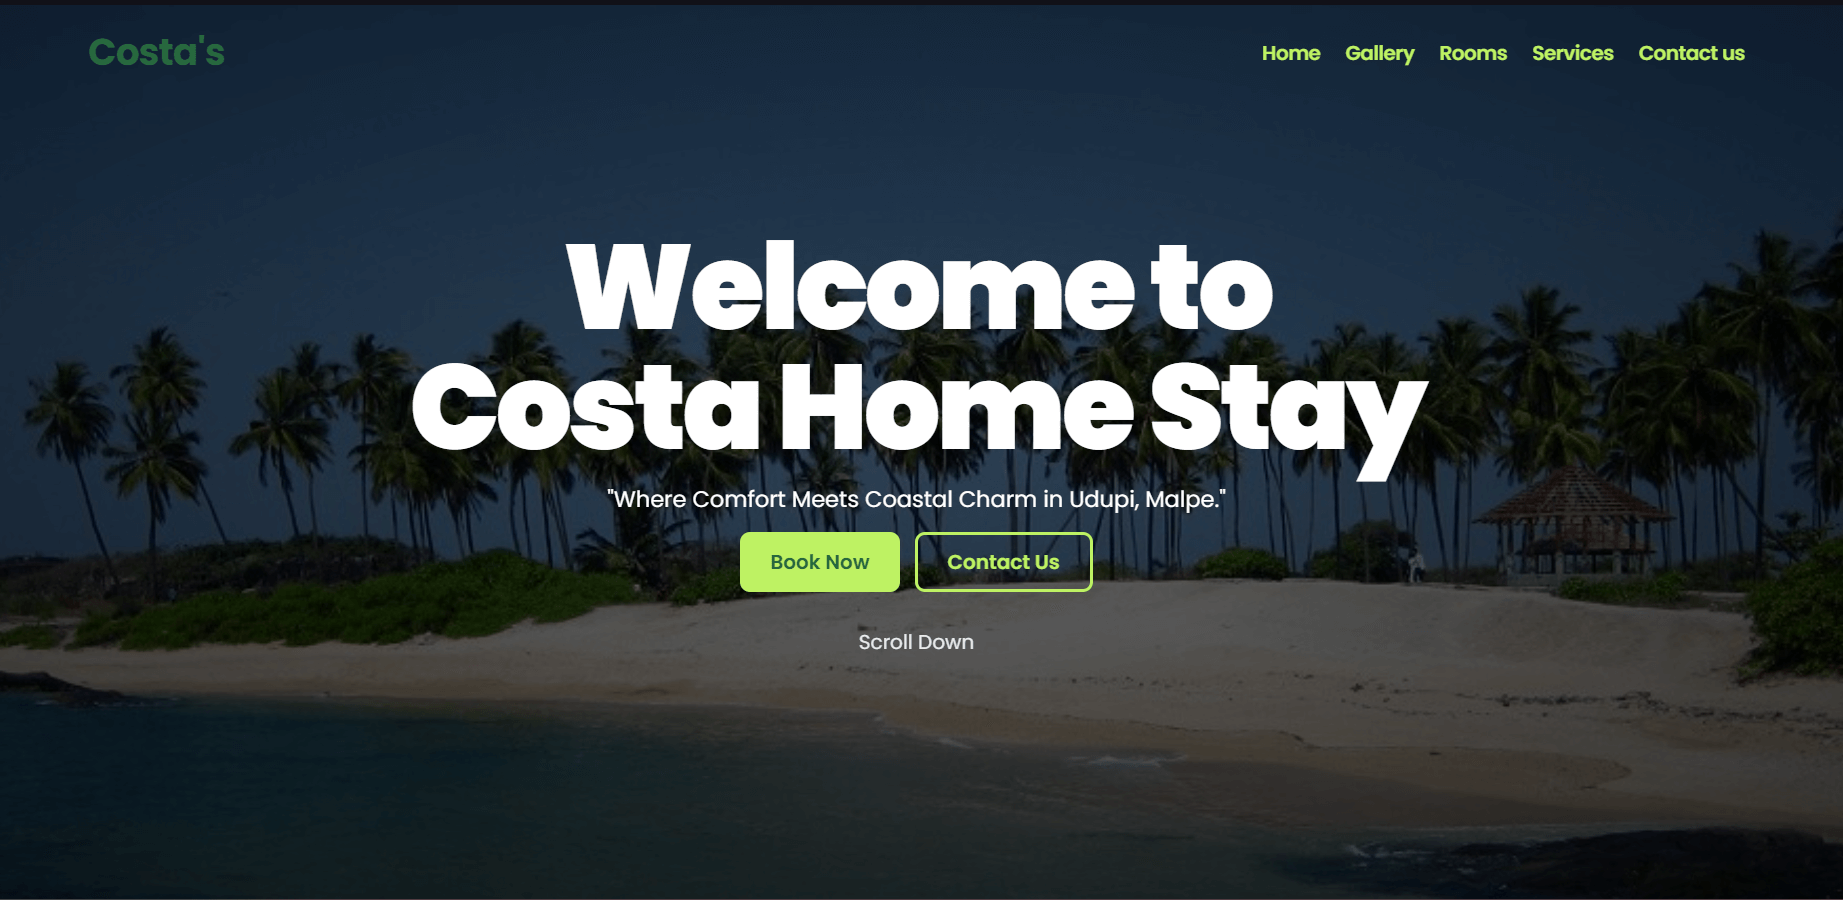 Costa's
Home Gallery Rooms Services Contact us
Welcome to
Costa Home Stay
"Where Comfort Meets Coastal Charm in Udupi, Malpe."
Book Now Contact Us
Scroll Down